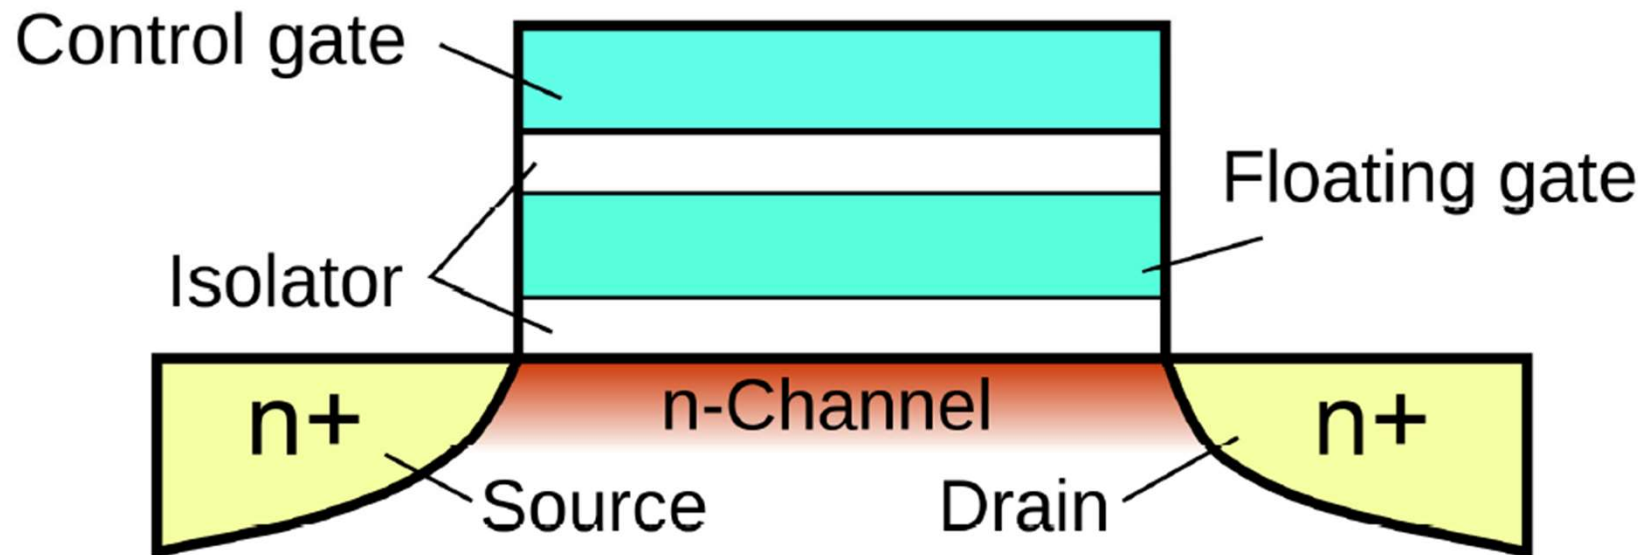 Control gate
Floating gate
Isolator
n+
n-Channel
n+
Source
Drain